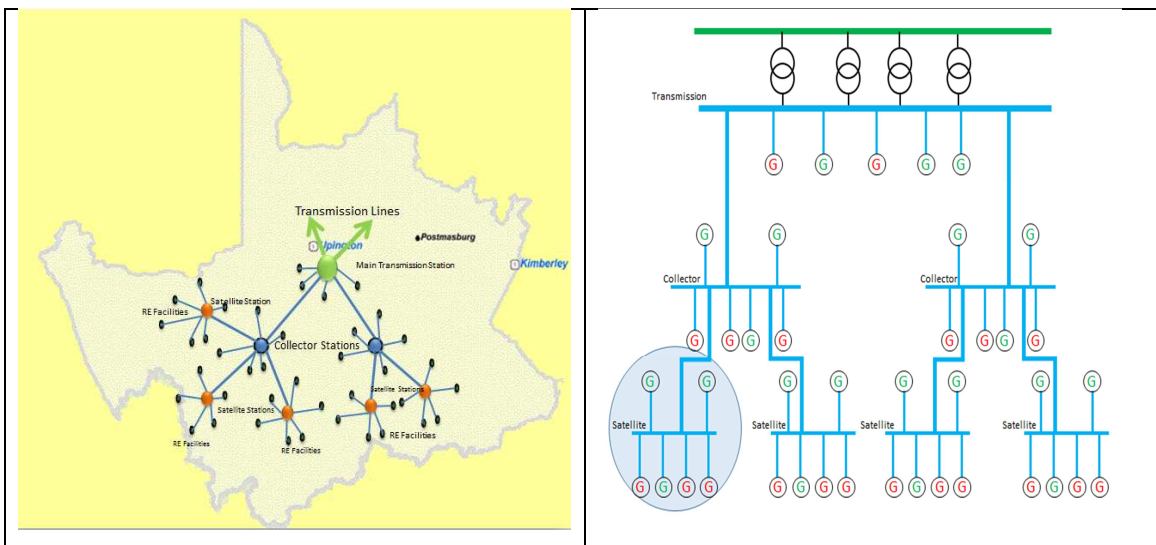 Transmission Lines
Upington
Postmasburg
Kimberley
Main Transmission Station
Satellite Station
RE Facilities
Collector Stations
Satellite Stations
Satellite Stations
RE Facilities
RE Facilities
RE Facilities
Transmission
G G G G G
G G G G
Collector Collector
G G G G G G G G
G G G G G G G G
Satellite Satellite Satellite Satellite
G G G G G G G G G G G G G G G G